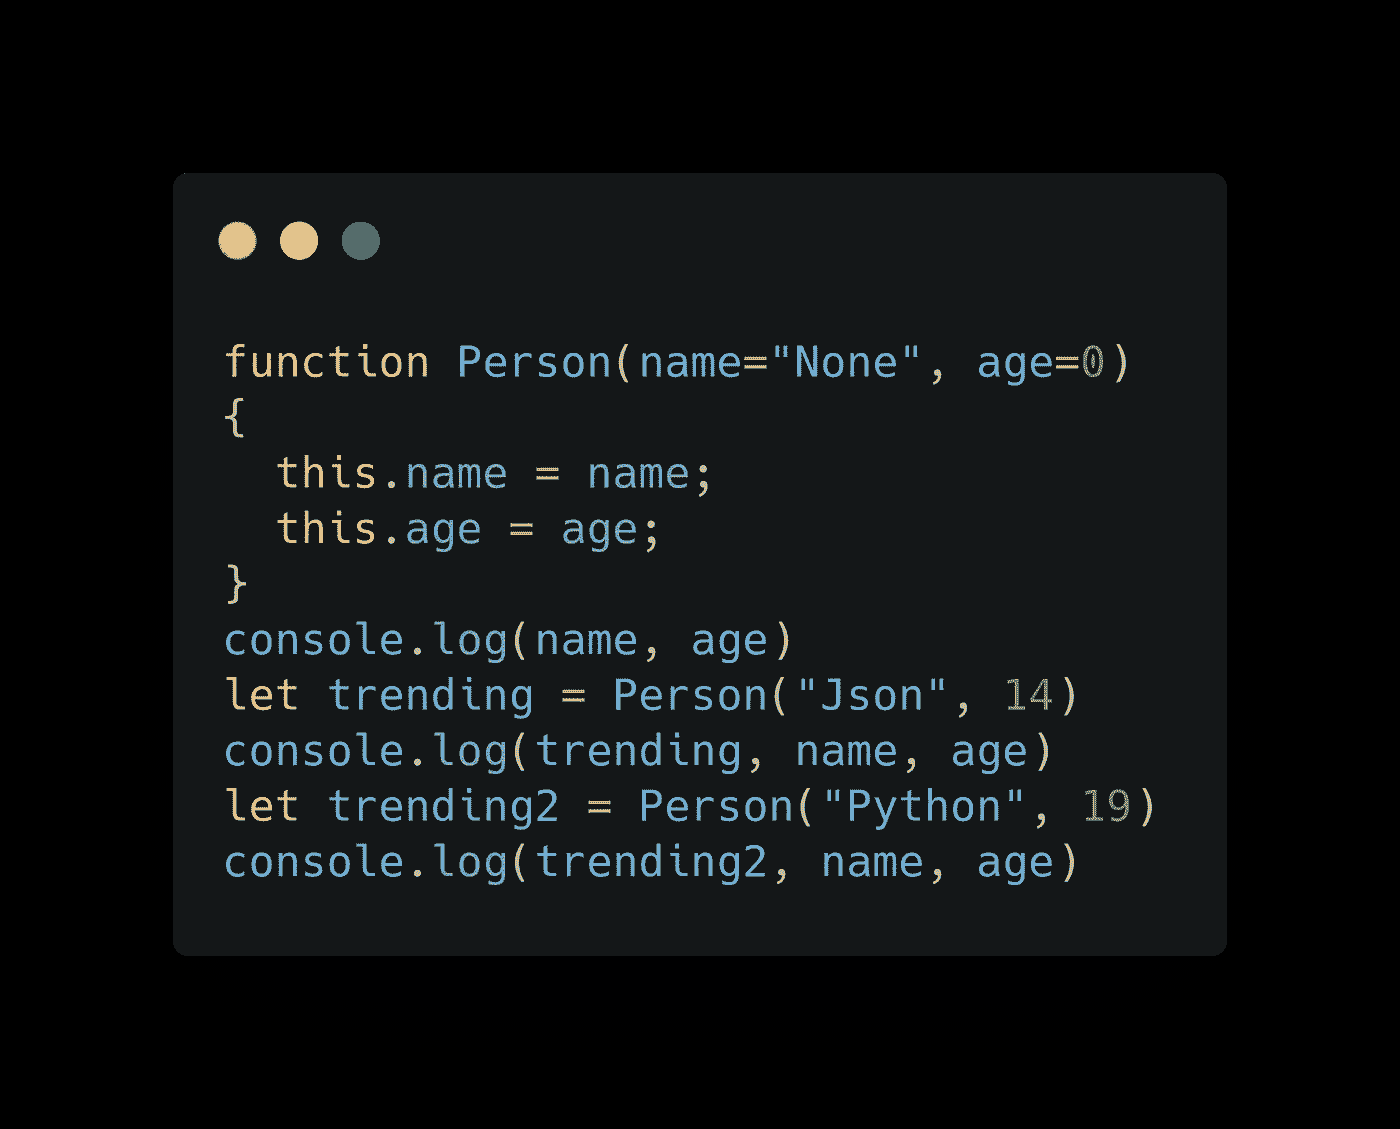 function Person(name="None", age=0)
{
  this.name = name;
  this.age = age;
}
console.log(name, age)
let trending = Person("Json", 14)
console.log(trending, name, age)
let trending2 = Person("Python", 19)
console.log(trending2, name, age)